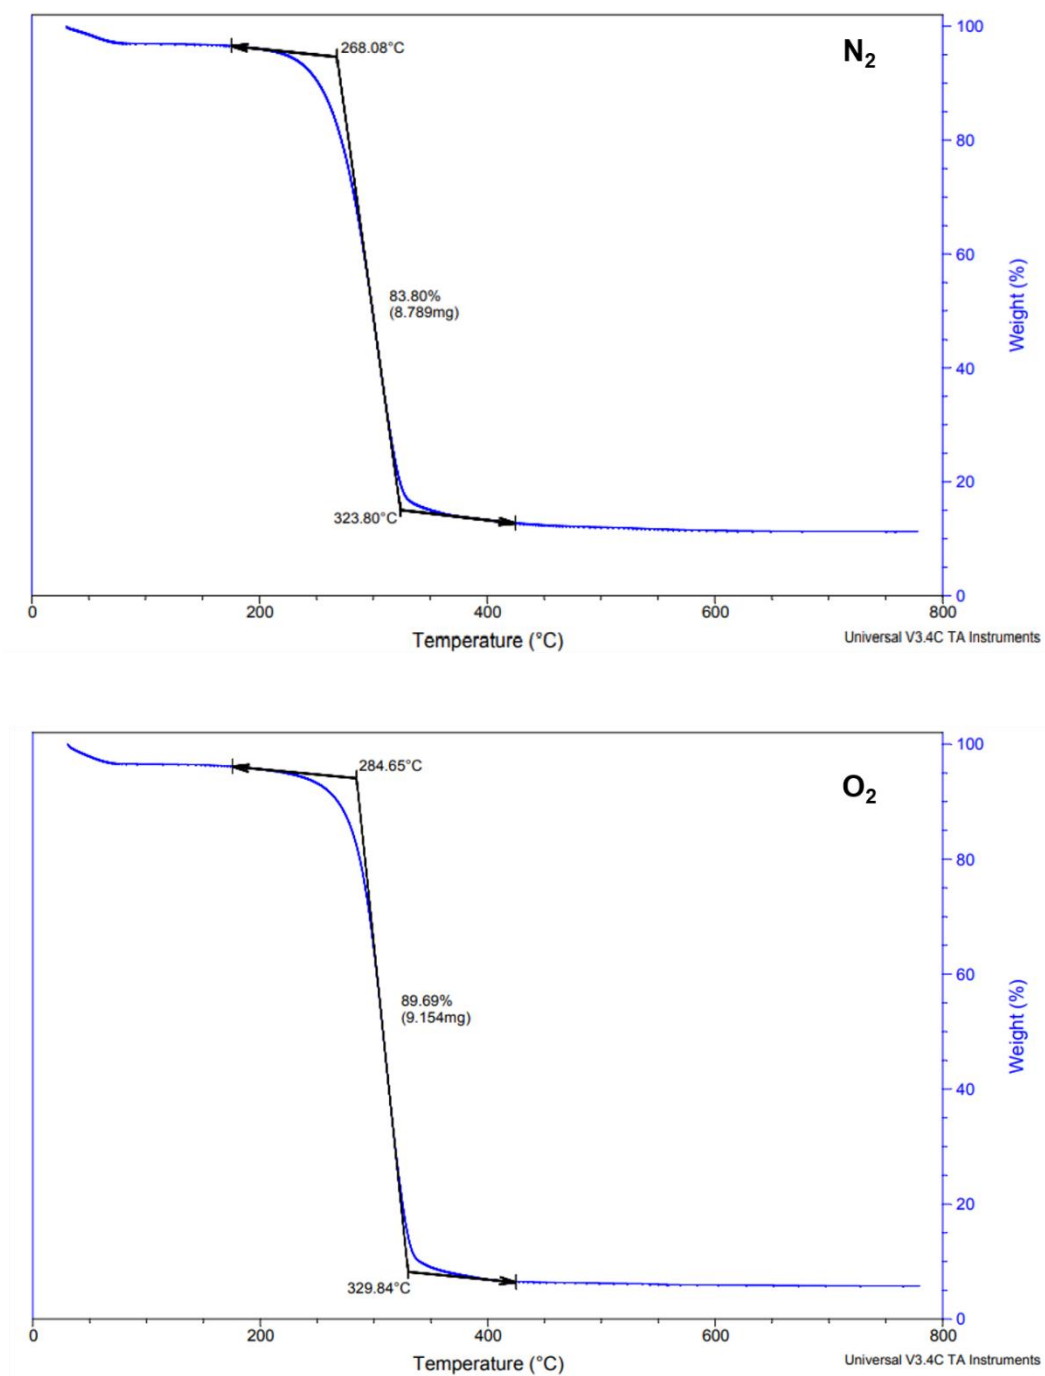 N2
268.08°C
83.80%
(8.789mg)
323.80°C
100
80
60
40
20
0
Weight (%)
0 200 400 600 800
Temperature (°C)
Universal V3.4C TA Instruments
O2
284.65°C
89.69%
(9.154mg)
329.84°C
100
80
60
40
20
0
Weight (%)
0 200 400 600 800
Temperature (°C)
Universal V3.4C TA Instruments